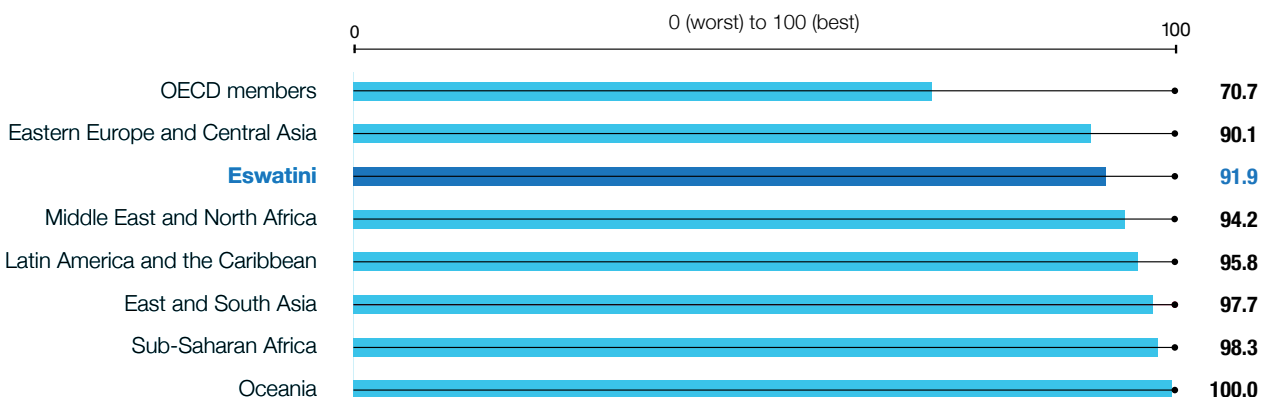 0 (worst) to 100 (best)
0 100
OECD members 70.7
Eastern Europe and Central Asia 90.1
Eswatini 91.9
Middle East and North Africa 94.2
Latin America and the Caribbean 95.8
East and South Asia 97.7
Sub-Saharan Africa 98.3
Oceania 100.0